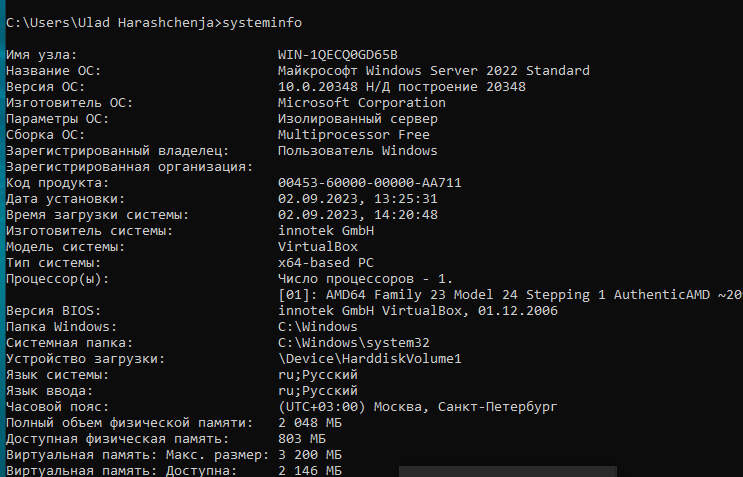 C:\Users\Ulad Harashchenja>systeminfo
Имя узла: WIN-1QECQ0GD65B
Название ОС: Майкрософт Windows Server 2022 Standard
Версия ОС: 10.0.20348 Н/Д построение 20348
Изготовитель ОС: Microsoft Corporation
Параметры ОС: Изолированный сервер
Сборка ОС: Multiprocessor Free
Зарегистрированный владелец: Пользователь Windows
Зарегистрированная организация:
Код продукта: 00453-60000-00000-AA711
Дата установки: 02.09.2023, 13:25:31
Время загрузки системы: 02.09.2023, 14:20:48
Изготовитель системы: innotek GmbH
Модель системы: VirtualBox
Тип системы: x64-based PC
Процессор(ы): Число процессоров - 1.
[01]: AMD64 Family 23 Model 24 Stepping 1 AuthenticAMD ~20
Версия BIOS: innotek GmbH VirtualBox, 01.12.2006
Папка Windows: C:\Windows
Системная папка: C:\Windows\system32
Устройство загрузки: \Device\HarddiskVolume1
Язык системы: ru;Русский
Язык ввода: ru;Русский
Часовой пояс: (UTC+03:00) Москва, Санкт-Петербург
Полный объем физической памяти: 2 048 МБ
Доступная физическая память: 803 МБ
Виртуальная память: Макс. размер: 3 200 МБ
Виртуальная память: Доступна: 2 146 МБ